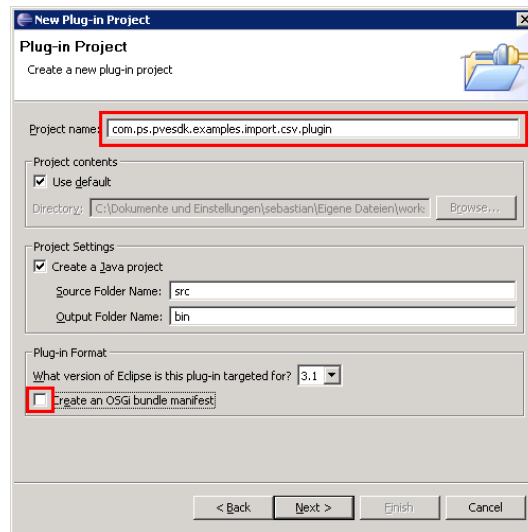 New Plug-in Project
Plug-in Project
Create a new plug-in project
Project name: com.ps.pvesdk.examples.import.csv.plugin
Project contents
Use default
Directory: C:\Dokumente und Einstellungen\sebastian\Eigene Dateien\work Browse...
Project Settings
Create a Java project
Source Folder Name: src
Output Folder Name: bin
Plug-in Format
What version of Eclipse is this plug-in targeted for? 3.1
Create an OSGi bundle manifest
< Back Next > Finish Cancel